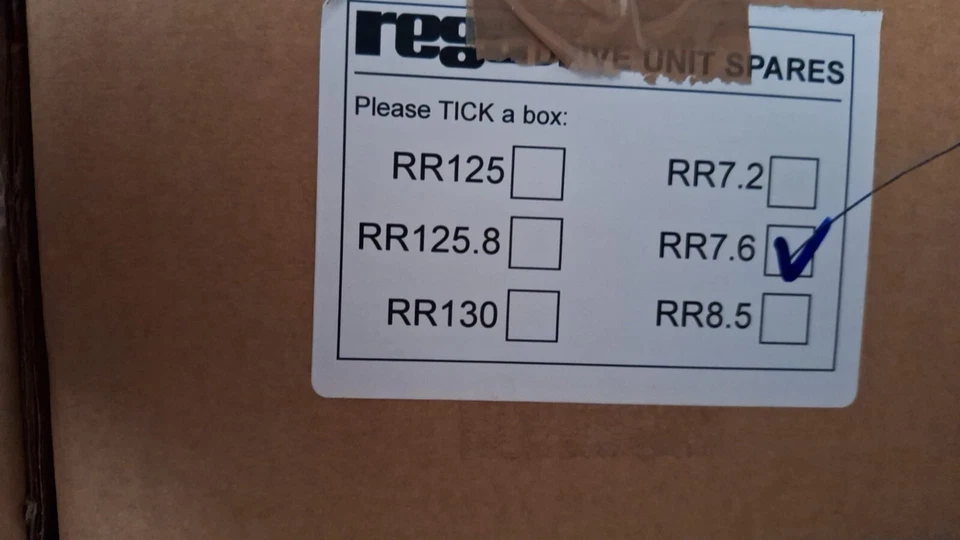 UNIT SPARES
Please TICK a box:
RR125 RR7.2
RR125.8 RR7.6
RR130 RR8.5